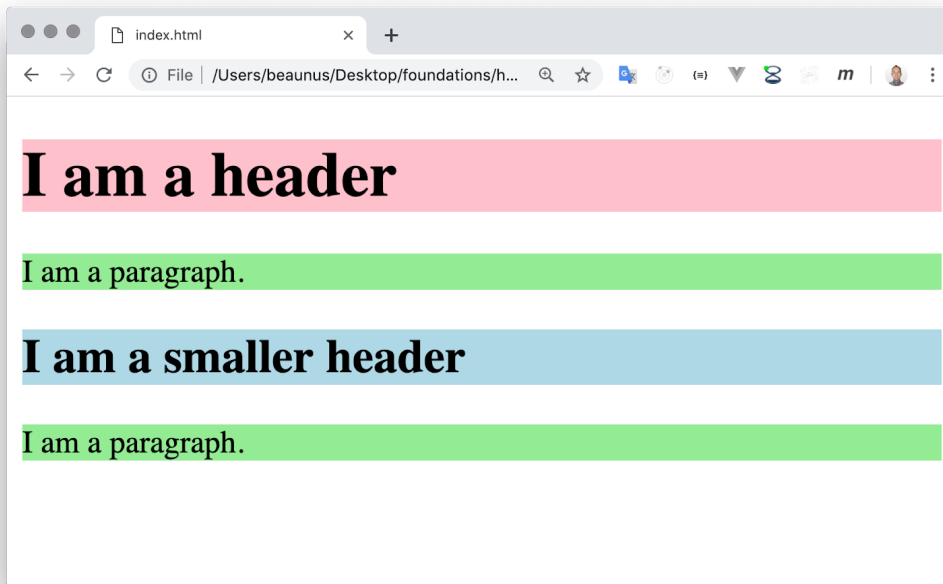 index.html
File
/Users/beaunus/Desktop/foundations/h...
{=}
m
I am a header
I am a paragraph.
I am a smaller header
I am a paragraph.